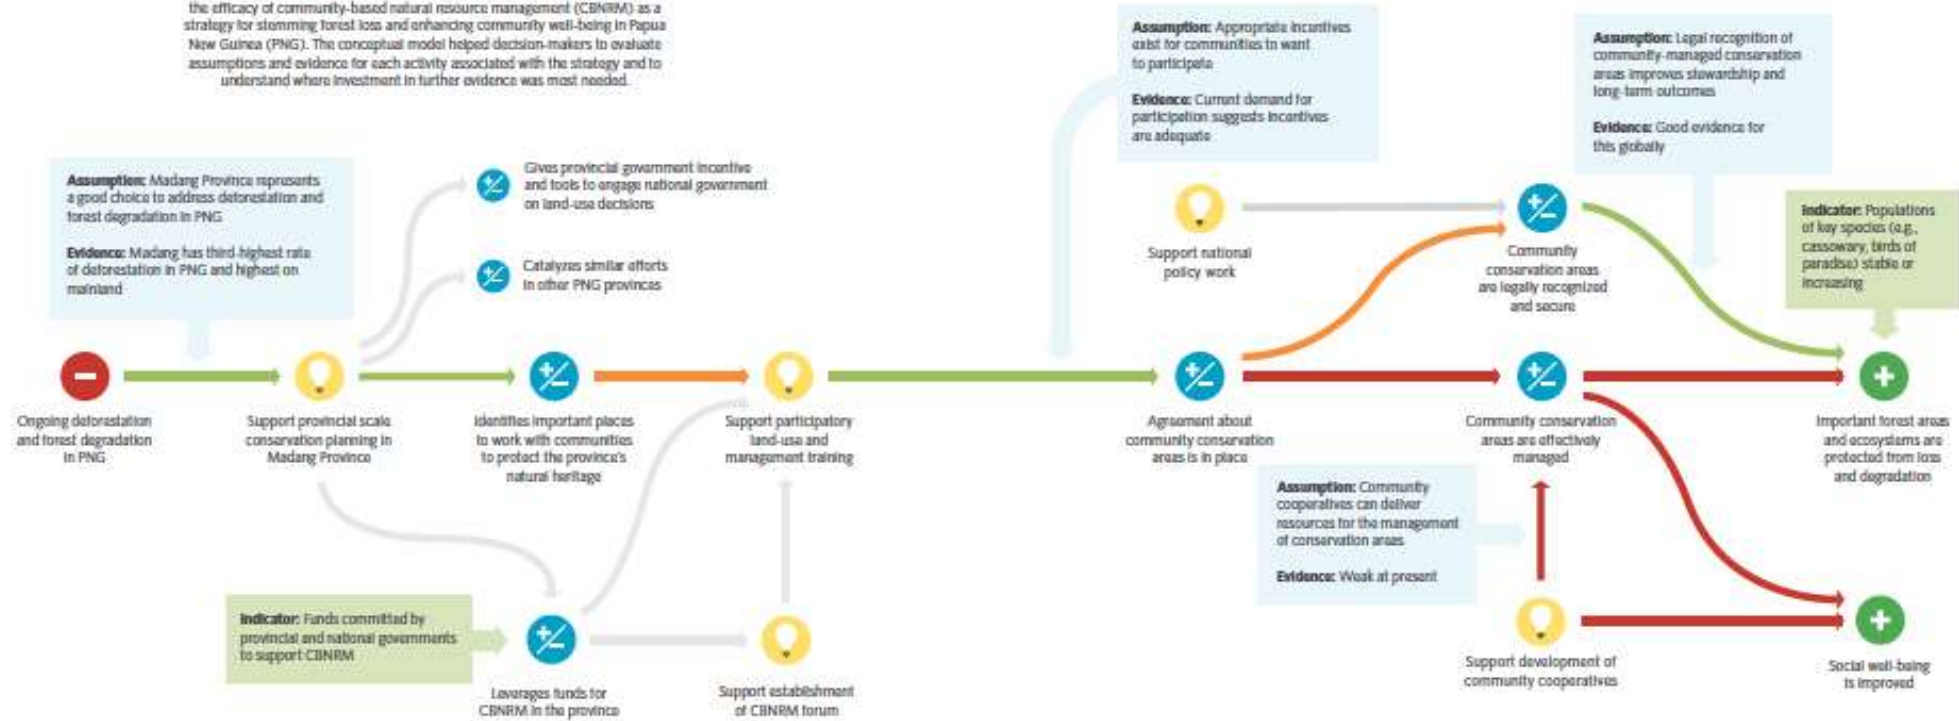 the efficacy of community-based natural resource management (CBNRM) as a
strategy for stemming forest loss and enhancing community well-being in Papua
New Guinea (PNG). The conceptual model helped decision-makers to evaluate
assumptions and evidence for each activity associated with the strategy and to
understand where investment in further evidence was most needed.
Assumption: Madang Province represents
a good choice to address deforestation and
forest degradation in PNG
Evidence: Madang has third-highest rate
of deforestation in PNG and highest on
mainland
Gives provincial government incentive
and tools to engage national government
on land-use decisions
Catalyzes similar efforts
in other PNG provinces
Assumption: Appropriate incentives
exist for communities to want
to participate
Evidence: Current demand for
participation suggests incentives
are adequate
Assumption: Legal recognition of
community-managed conservation
areas improves stewardship and
long-term outcomes
Evidence: Good evidence for
this globally
Indicator: Populations
of key species (e.g.,
cassowary, birds of
paradise) stable or
increasing
Support national
policy work
Community
conservation areas
are legally recognized
and secure
Ongoing deforestation
and forest degradation
in PNG
Support provincial scale
conservation planning in
Madang Province
Identifies important places
to work with communities
to protect the province's
natural heritage
Support participatory
land-use and
management training
Agreement about
community conservation
areas is in place
Community conservation
areas are effectively
managed
Important forest areas
and ecosystems are
protected from loss
and degradation
Assumption: Community
cooperatives can deliver
resources for the management
of conservation areas
Evidence: Weak at present
Indicator: Funds committed by
provincial and national governments
to support CBNRM
Leverages funds for
CBNRM in the province
Support establishment
of CBNRM forum
Support development of
community cooperatives
Social well-being
is improved